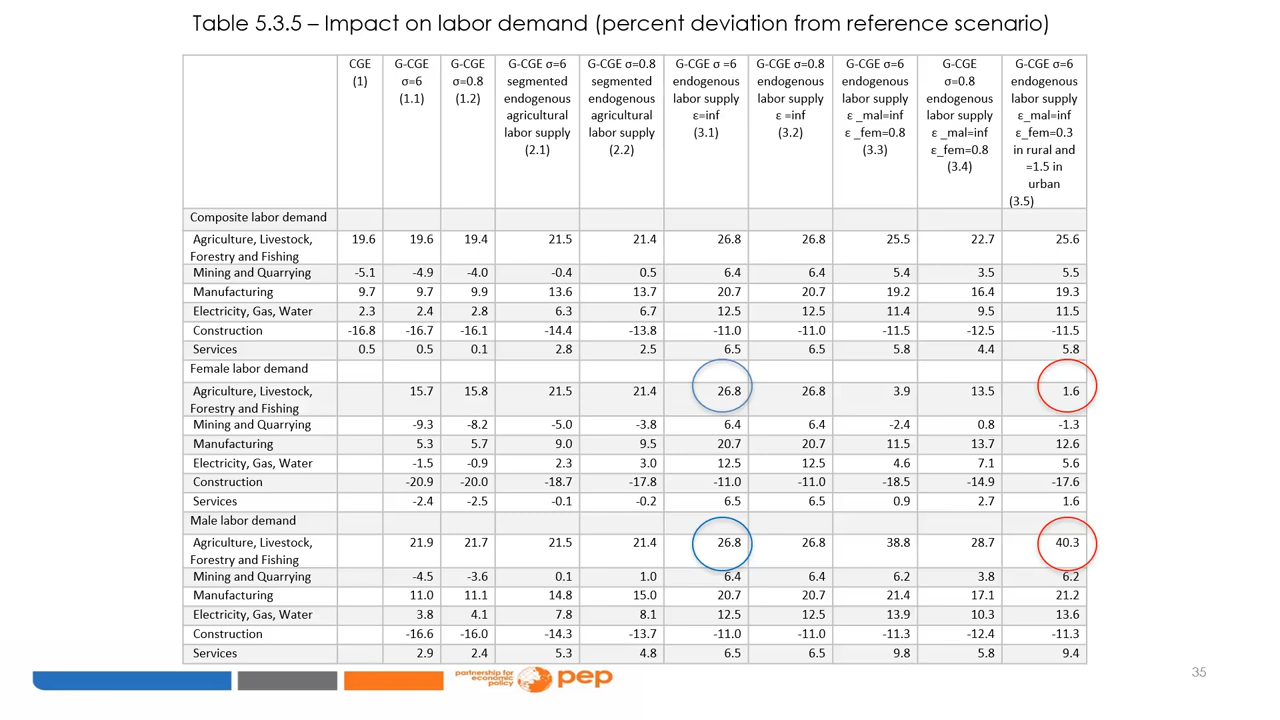 Table 5.3.5 – Impact on labor demand (percent deviation from reference scenario)
CGE (1) G-CGE σ=6 (1.1) G-CGE σ=0.8 (1.2) G-CGE σ=6 segmented endogenous agricultural labor supply (2.1) G-CGE σ=0.8 segmented endogenous agricultural labor supply (2.2) G-CGE σ =6 endogenous labor supply ε=inf (3.1) G-CGE σ=0.8 endogenous labor supply ε =inf (3.2) G-CGE σ=6 endogenous labor supply ε _mal=inf ε _fem=0.8 (3.3) G-CGE σ=0.8 endogenous labor supply ε _mal=inf ε_fem=0.8 (3.4) G-CGE σ=6 endogenous labor supply ε_mal=inf ε_fem=0.3 in rural and =1.5 in urban (3.5)
Composite labor demand
Agriculture, Livestock, Forestry and Fishing 19.6 19.6 19.4 21.5 21.4 26.8 26.8 25.5 22.7 25.6
Mining and Quarrying -5.1 -4.9 -4.0 -0.4 0.5 6.4 6.4 5.4 3.5 5.5
Manufacturing 9.7 9.7 9.9 13.6 13.7 20.7 20.7 19.2 16.4 19.3
Electricity, Gas, Water 2.3 2.4 2.8 6.3 6.7 12.5 12.5 11.4 9.5 11.5
Construction -16.8 -16.7 -16.1 -14.4 -13.8 -11.0 -11.0 -11.5 -12.5 -11.5
Services 0.5 0.5 0.1 2.8 2.5 6.5 6.5 5.8 4.4 5.8
Female labor demand
Agriculture, Livestock, Forestry and Fishing 15.7 15.8 21.5 21.4 26.8 26.8 3.9 13.5 1.6
Mining and Quarrying -9.3 -8.2 -5.0 -3.8 6.4 6.4 -2.4 0.8 -1.3
Manufacturing 5.3 5.7 9.0 9.5 20.7 20.7 11.5 13.7 12.6
Electricity, Gas, Water -1.5 -0.9 2.3 3.0 12.5 12.5 4.6 7.1 5.6
Construction -20.9 -20.0 -18.7 -17.8 -11.0 -11.0 -18.5 -14.9 -17.6
Services -2.4 -2.5 -0.1 -0.2 6.5 6.5 0.9 2.7 1.6
Male labor demand
Agriculture, Livestock, Forestry and Fishing 21.9 21.7 21.5 21.4 26.8 26.8 38.8 28.7 40.3
Mining and Quarrying -4.5 -3.6 0.1 1.0 6.4 6.4 6.2 3.8 6.2
Manufacturing 11.0 11.1 14.8 15.0 20.7 20.7 21.4 17.1 21.2
Electricity, Gas, Water 3.8 4.1 7.8 8.1 12.5 12.5 13.9 10.3 13.6
Construction -16.6 -16.0 -14.3 -13.7 -11.0 -11.0 -11.3 -12.4 -11.3
Services 2.9 2.4 5.3 4.8 6.5 6.5 9.8 5.8 9.4
partnership for
economic
policy
pep
35